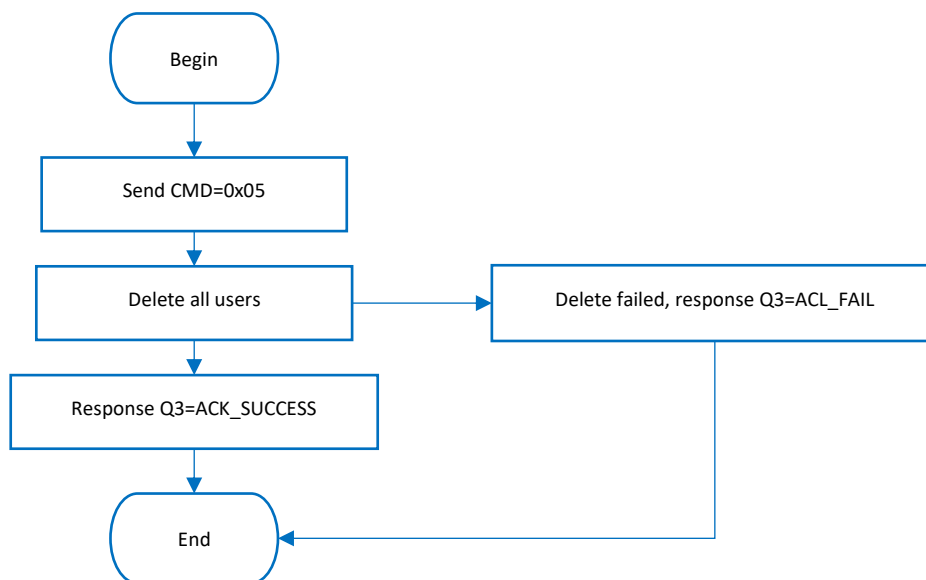 Begin
Send CMD=0x05
Delete all users
Delete failed, response Q3=ACL_FAIL
Response Q3=ACK_SUCCESS
End